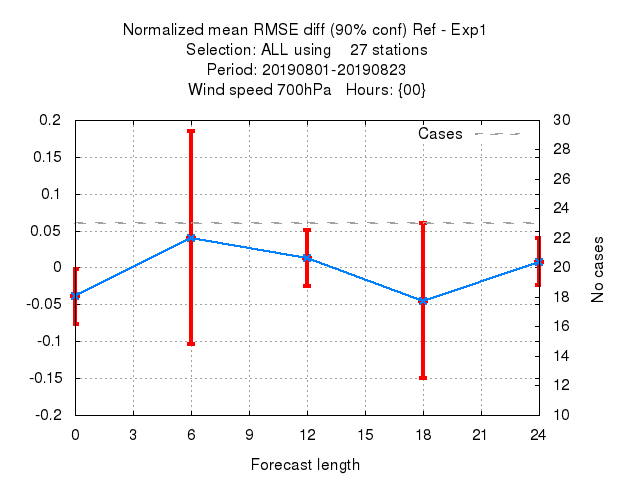 Normalized mean RMSE diff (90% conf) Ref - Exp1
Selection: ALL using    27 stations
Period: 20190801-20190823
Wind speed 700hPa   Hours: {00}
0.2
0.15
0.1
0.05
0
-0.05
-0.1
-0.15
-0.2
Cases
30
28
26
24
22
20
18
16
14
12
10
No cases
0 3 6 9 12 15 18 21 24
Forecast length